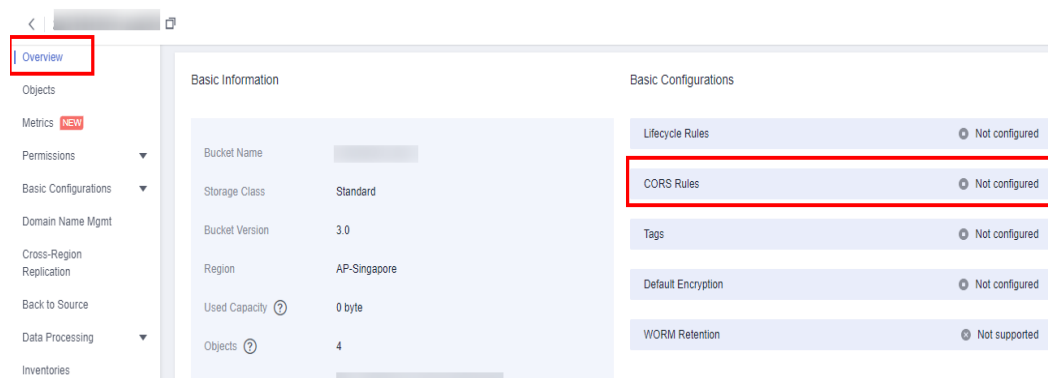 Overview
Objects
Metrics NEW
Permissions
Basic Configurations
Domain Name Mgmt
Cross-Region
Replication
Back to Source
Data Processing
Inventories
Basic Information
Bucket Name
Storage Class Standard
Bucket Version 3.0
Region AP-Singapore
Used Capacity ? 0 byte
Objects ? 4
Basic Configurations
Lifecycle Rules Not configured
CORS Rules Not configured
Tags Not configured
Default Encryption Not configured
WORM Retention Not supported